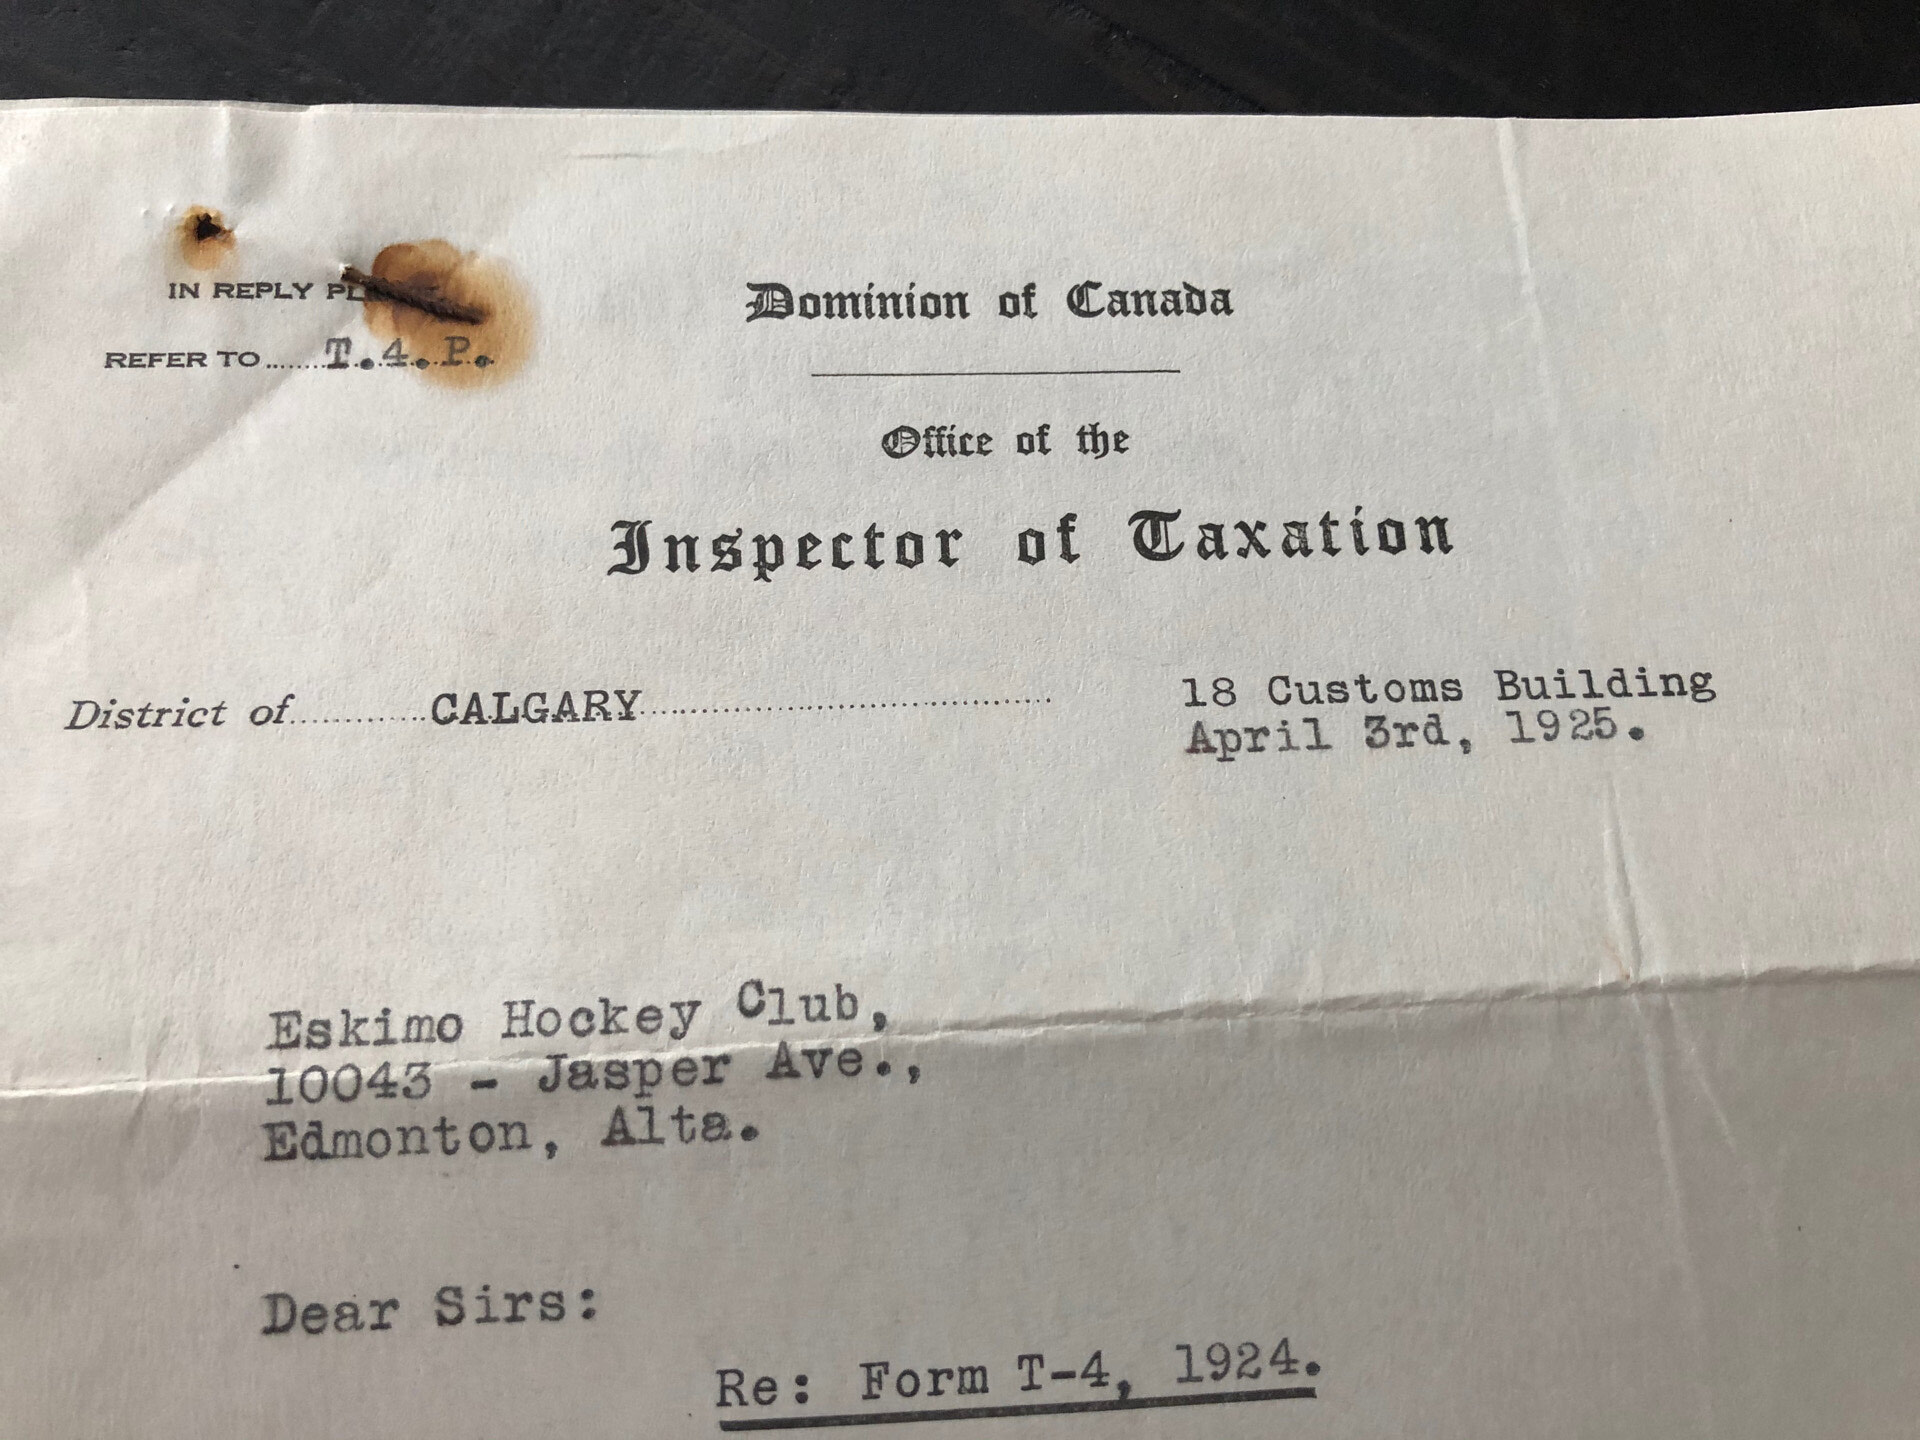 IN REPLY
REFER TO...... T.4.P.
Dominion of Canada
Office of the
Inspector of Taxation
District of............CALGARY............................................
18 Customs Building
April 3rd, 1925.
Eskimo Hockey Club,
10043 - Jasper Ave.,
Edmonton, Alta.
Dear Sirs:
Re: Form T-4, 1924.